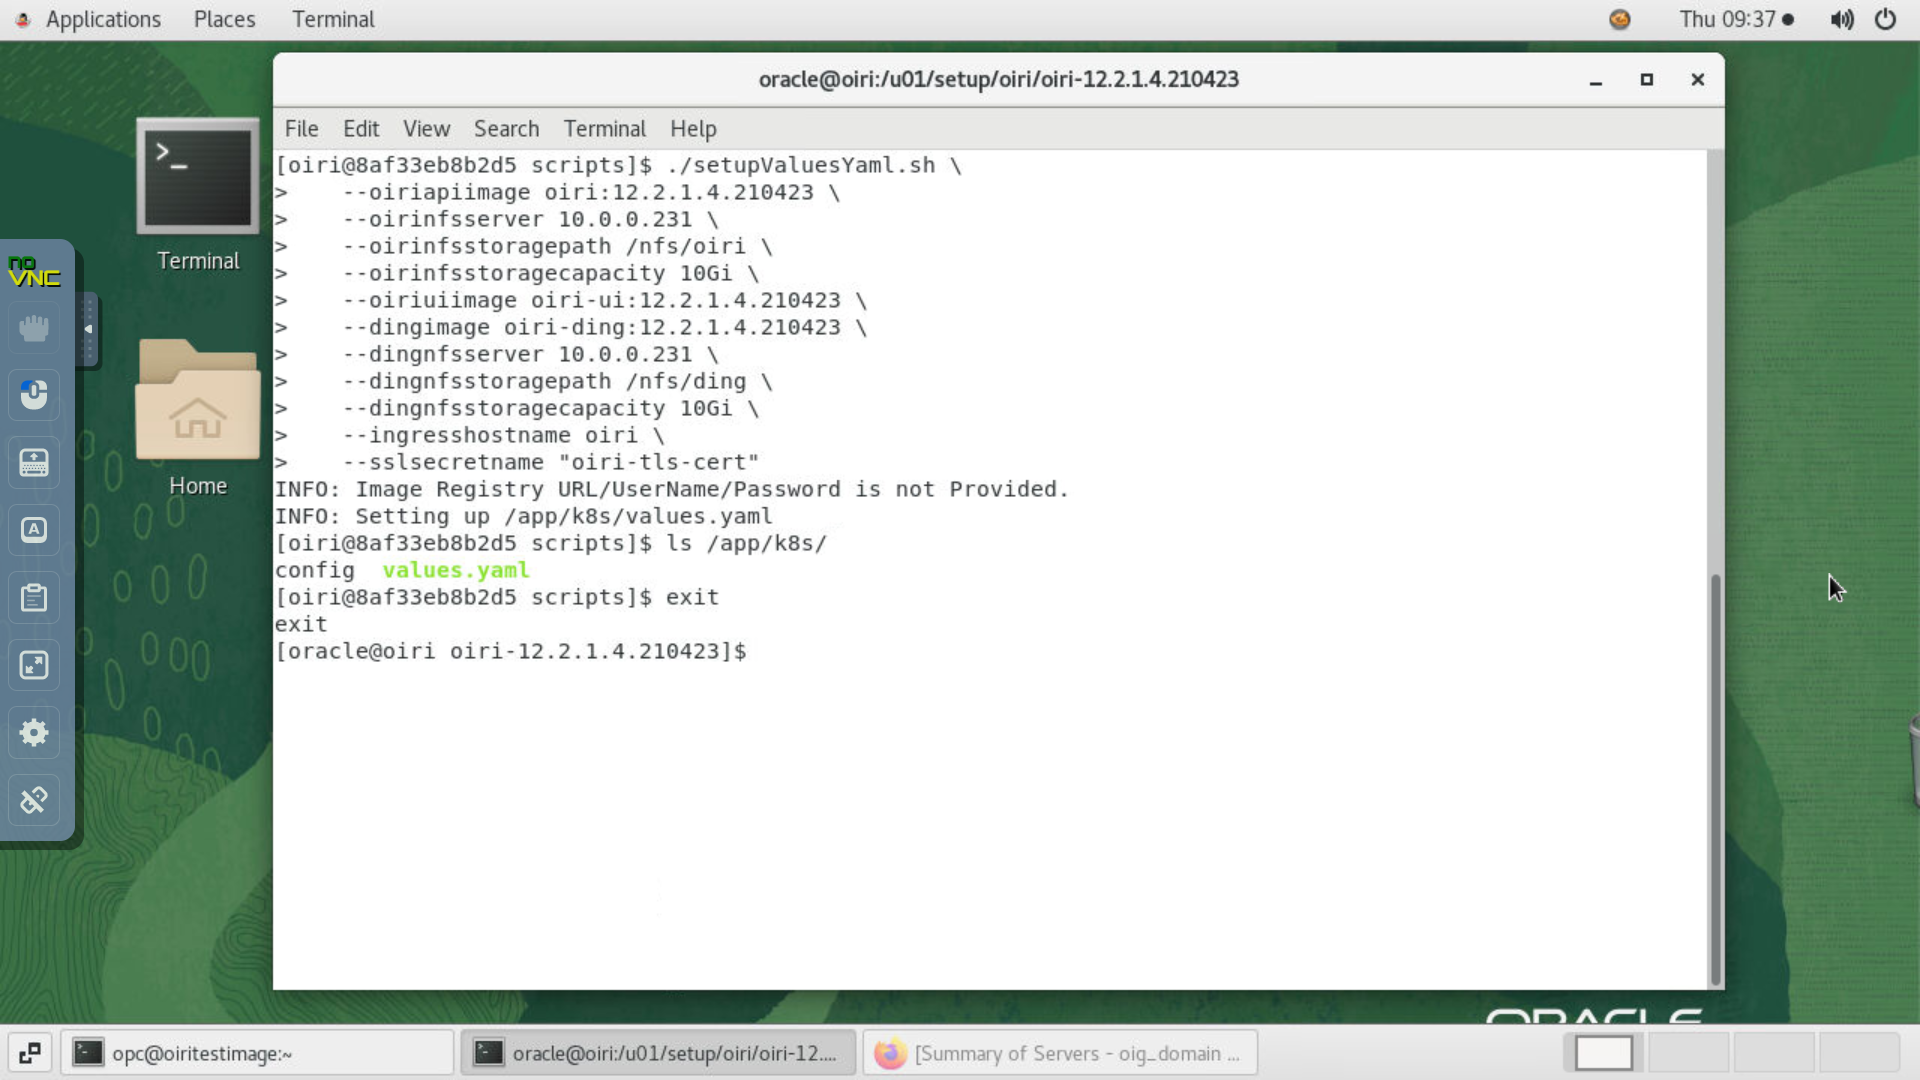 Applications Places Terminal Thu 09:37
oracle@oiri:/u01/setup/oiri/oiri-12.2.1.4.210423
File Edit View Search Terminal Help
[oiri@8af33eb8b2d5 scripts]$ ./setupValuesYaml.sh \
>    --oiriapiimage oiri:12.2.1.4.210423 \
>    --oirinfsserver 10.0.0.231 \
>    --oirinfsstoragepath /nfs/oiri \
>    --oirinfsstoragecapacity 10Gi \
>    --oiriuiimage oiri-ui:12.2.1.4.210423 \
>    --dingimage oiri-ding:12.2.1.4.210423 \
>    --dingnfsserver 10.0.0.231 \
>    --dingnfsstoragepath /nfs/ding \
>    --dingnfsstoragecapacity 10Gi \
>    --ingresshostname oiri \
>    --sslsecretname "oiri-tls-cert"
INFO: Image Registry URL/UserName/Password is not Provided.
INFO: Setting up /app/k8s/values.yaml
[oiri@8af33eb8b2d5 scripts]$ ls /app/k8s/
config  values.yaml
[oiri@8af33eb8b2d5 scripts]$ exit
exit
[oracle@oiri oiri-12.2.1.4.210423]$
Terminal
Home
no
VNC
A
ORACLE
opc@oiritestimage:~
oracle@oiri:/u01/setup/oiri/oiri-12....
[Summary of Servers - oig_domain ...